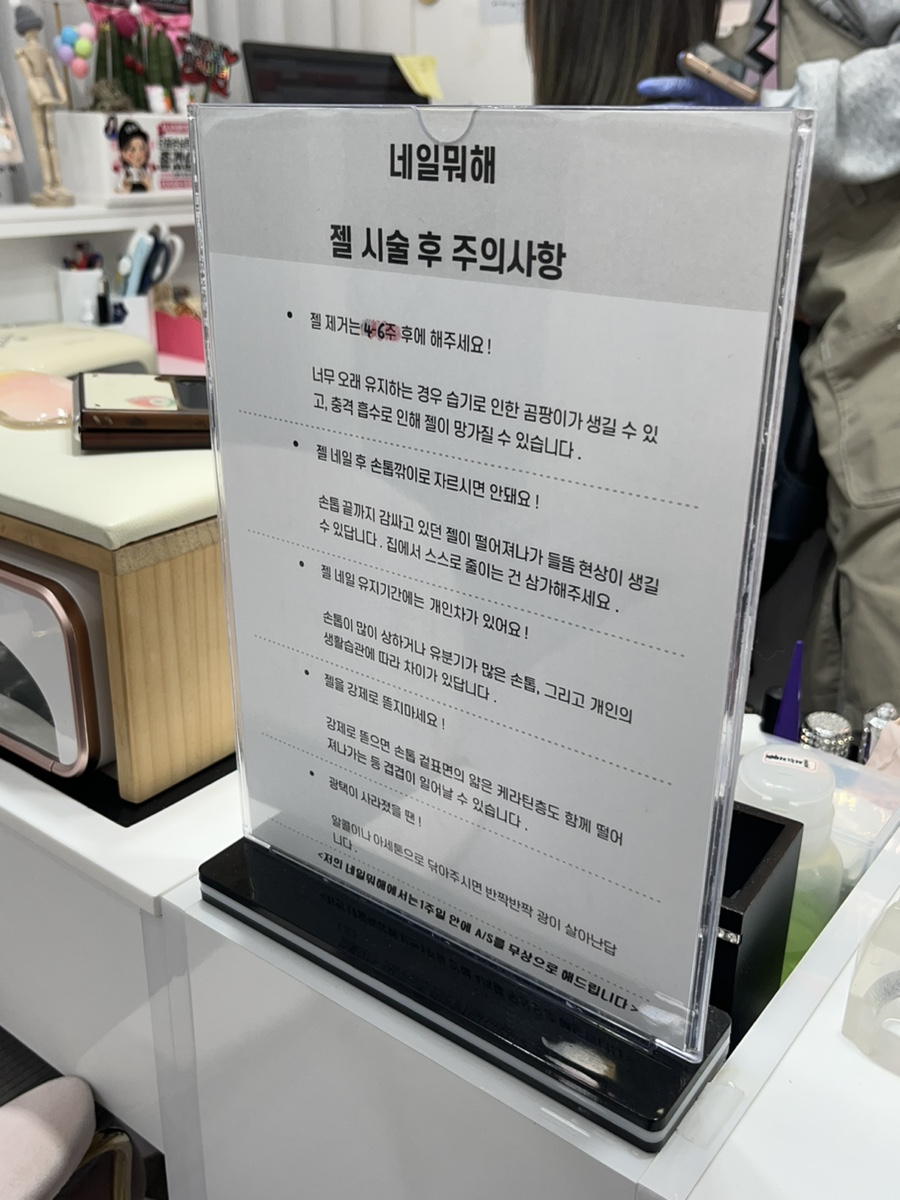 네일뭐해
젤 시술 후 주의사항
• 젤 제거는 4-6주 후에 해주세요 !
너무 오래 유지하는 경우 습기로 인한 곰팡이가 생길 수 있
고, 충격 흡수로 인해 젤이 망가질 수 있습니다 .
• 젤 네일 후 손톱깎이로 자르시면 안돼요 !
손톱 끝까지 감싸고 있던 젤이 떨어져나가 들뜸 현상이 생길
수 있답니다 . 집에서 스스로 줄이는 건 삼가해주세요 .
• 젤 네일 유지기간에는 개인차가 있어요 !
손톱이 많이 상하거나 유분기가 많은 손톱, 그리고 개인의
생활습관에 따라 차이가 있답니다 .
• 젤을 강제로 뜯지마세요 !
강제로 뜯으면 손톱 겉표면의 얇은 케라틴층도 함께 떨어
져나가는 등 겹겹이 일어날 수 있습니다 .
• 광택이 사라졌을 땐 !
알콜이나 아세톤으로 닦아주시면 반짝반짝 광이 살아난답
니다 .
<저희 네일뭐해에서는 1주일 안에 A/S를 무상으로 해드립니다 >